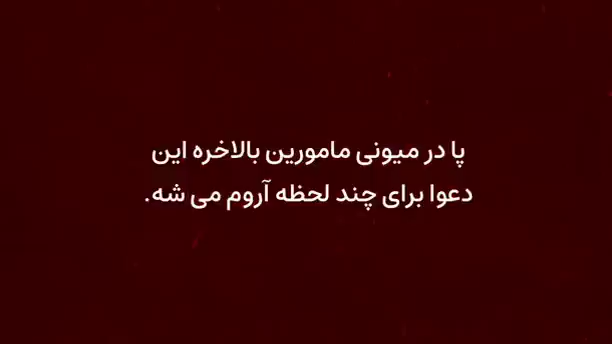 پا در میونی مامورین بالاخره این
دعوا برای چند لحظه آروم می شه.